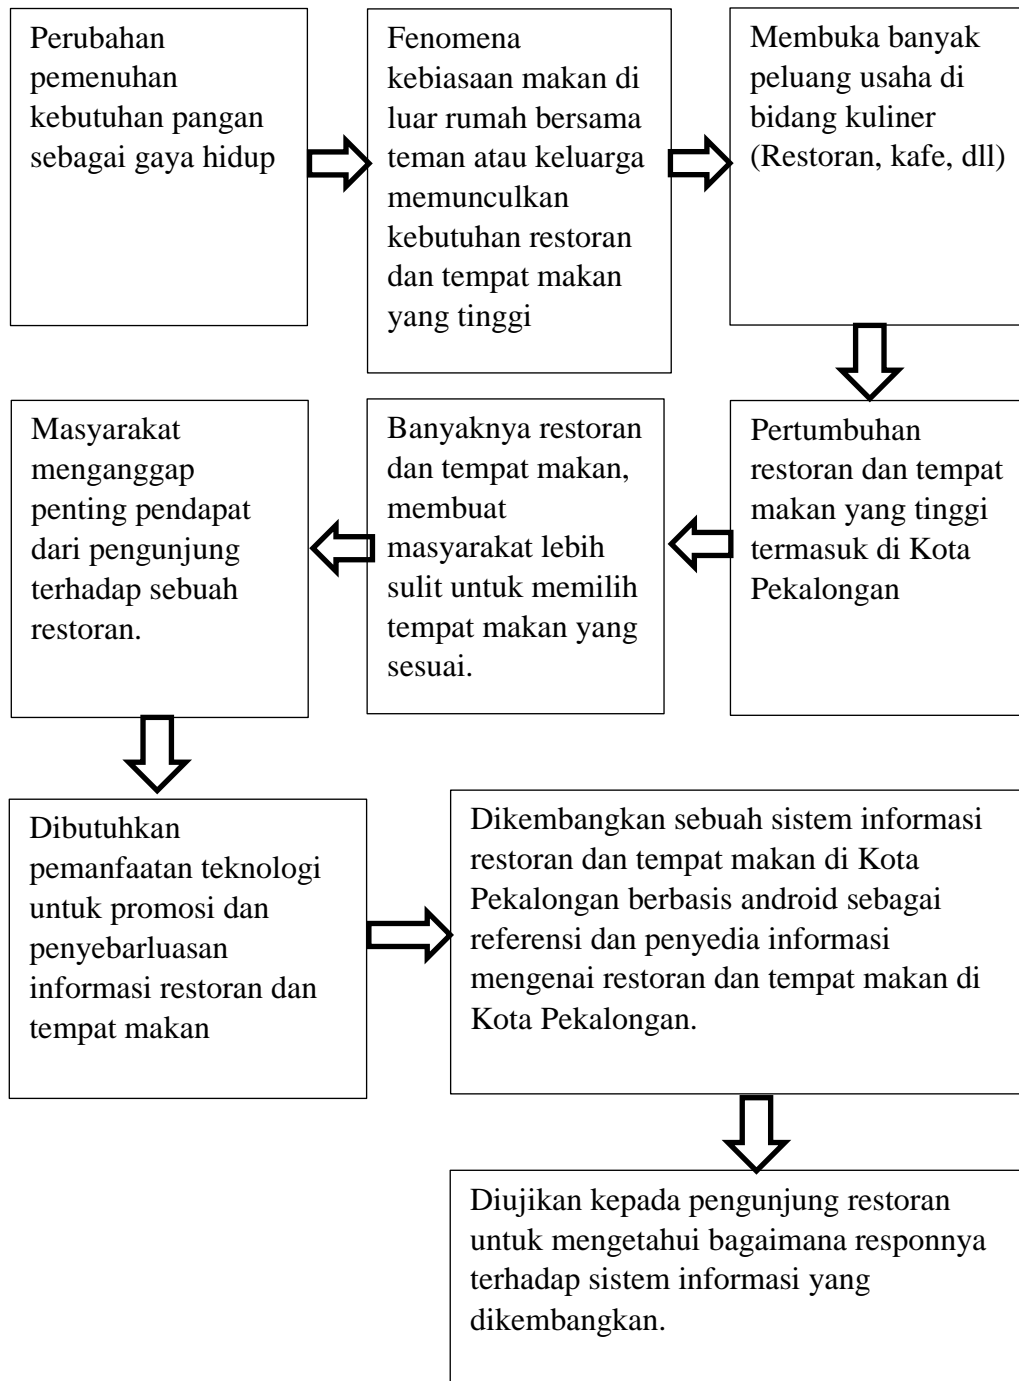 Perubahan
pemenuhan
kebutuhan pangan
sebagai gaya hidup
Fenomena
kebiasaan makan di
luar rumah bersama
teman atau keluarga
memunculkan
kebutuhan restoran
dan tempat makan
yang tinggi
Membuka banyak
peluang usaha di
bidang kuliner
(Restoran, kafe, dll)
Pertumbuhan
restoran dan tempat
makan yang tinggi
termasuk di Kota
Pekalongan
Banyaknya restoran
dan tempat makan,
membuat
masyarakat lebih
sulit untuk memilih
tempat makan yang
sesuai.
Masyarakat
menganggap
penting pendapat
dari pengunjung
terhadap sebuah
restoran.
Dibutuhkan
pemanfaatan teknologi
untuk promosi dan
penyebarluasan
informasi restoran dan
tempat makan
Dikembangkan sebuah sistem informasi
restoran dan tempat makan di Kota
Pekalongan berbasis android sebagai
referensi dan penyedia informasi
mengenai restoran dan tempat makan di
Kota Pekalongan.
Diujikan kepada pengunjung restoran
untuk mengetahui bagaimana responnya
terhadap sistem informasi yang
dikembangkan.